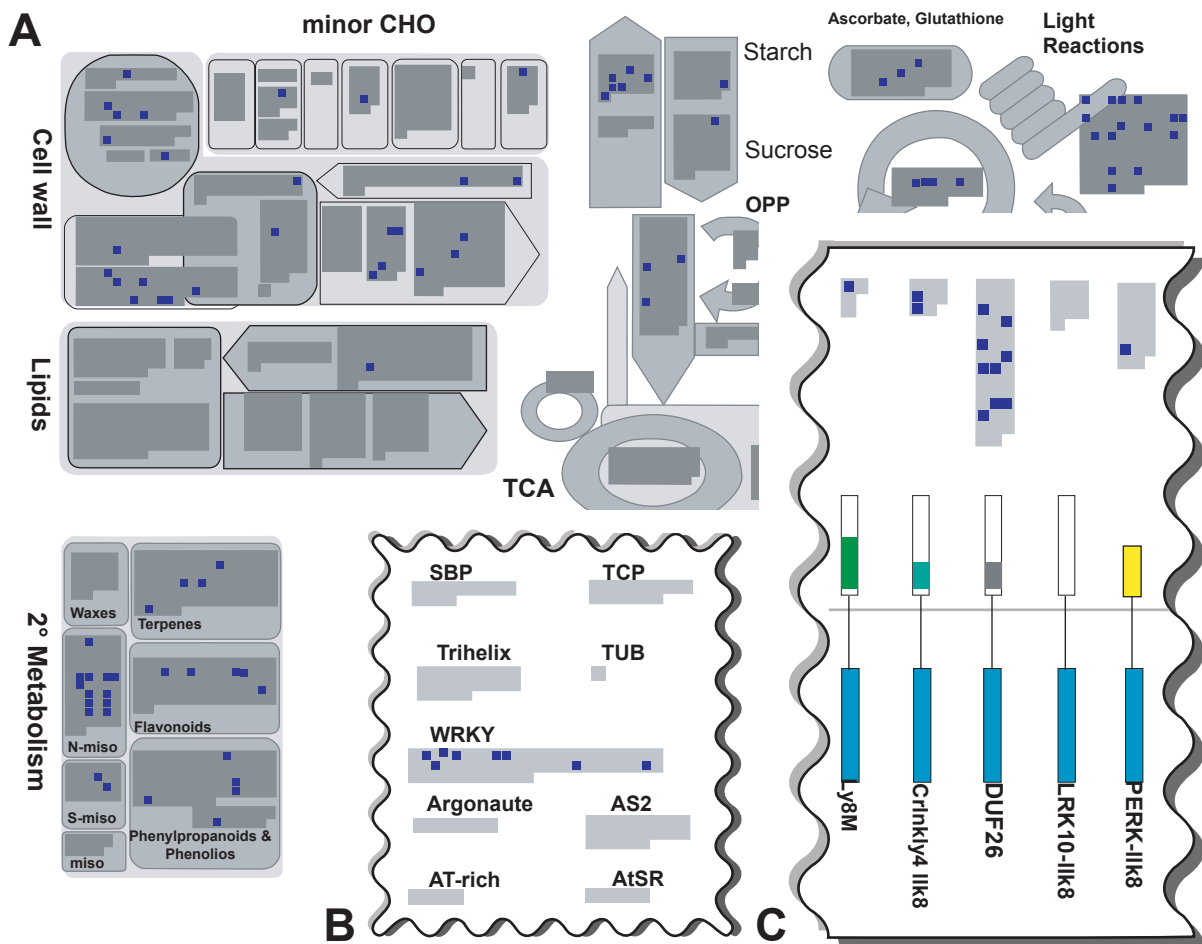 A
minor CHO
Cell wall
Lipids
2° Metabolism
Starch
Sucrose
OPP
TCA
Ascorbate, Glutathione
Light
Reactions
Waxes
Terpenes
N-miso
Flavonoids
S-miso
miso
Phenylpropanoids &
Phenolios
B
SBP
TCP
Trihelix
TUB
WRKY
Argonaute
AS2
AT-rich
AtSR
C
Ly8M
Crlnkly4 llk8
DUF26
LRK10-llk8
PERK-llk8